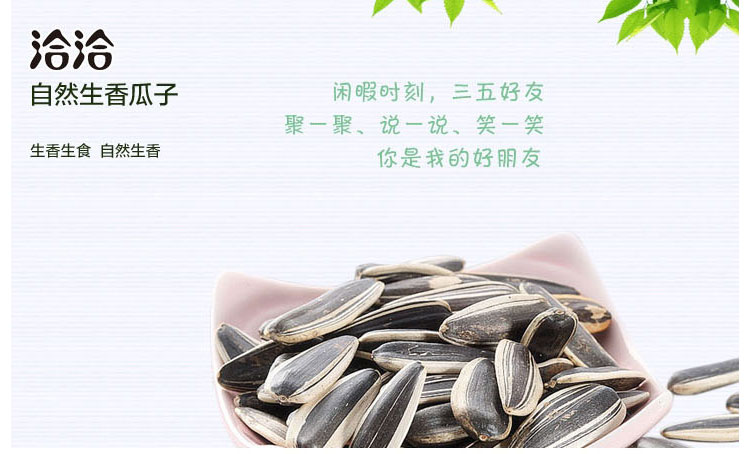 洽洽
自然生香瓜子
生香生食 自然生香
闲暇时刻，三五好友
聚一聚、说一说、笑一笑
你是我的好朋友